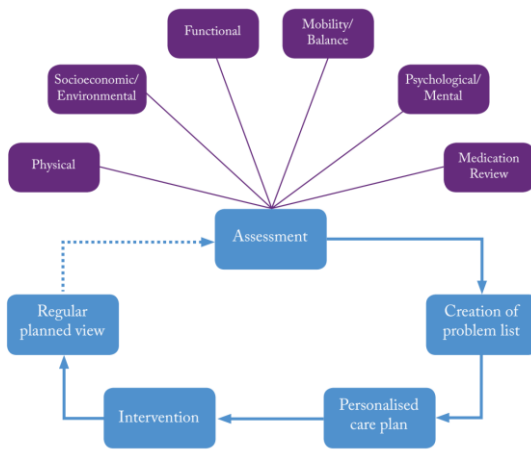 Functional
Mobility/
Balance
Socioeconomic/
Environmental
Psychological/
Mental
Physical
Medication
Review
Assessment
Regular
planned view
Creation of
problem list
Intervention
Personalised
care plan